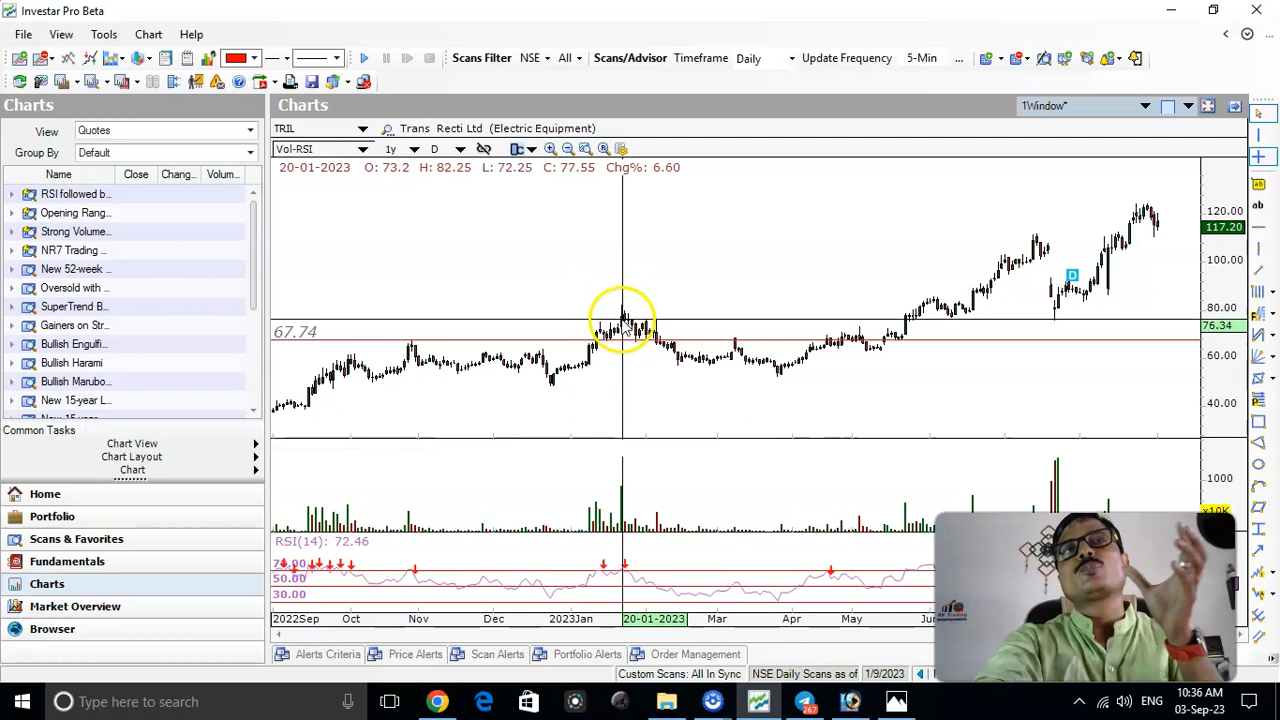 Investar Pro Beta
File View Tools Chart Help
Scans Filter NSE All Scans/Advisor Timeframe Daily Update Frequency 5-Min ...
Charts
Charts
1Window*
View Quotes
Group By Default
Name Close Chang... Volum...
RSI followed b...
Opening Rang...
Strong Volume...
NR7 Trading ...
New 52-week ...
Oversold with ...
SuperTrend B...
Gainers on Str...
Bullish Engulfi...
Bullish Harami
Bullish Marubo...
New 15-year L...
Common Tasks
Chart View
Chart Layout
Chart
Home
Portfolio
Scans & Favorites
Fundamentals
Charts
Market Overview
Browser
TRIL Trans Recti Ltd (Electric Equipment)
Vol-RSI 1y D
20-01-2023 O: 73.2 H: 82.25 L: 72.25 C: 77.55 Chg%: 6.60
120.00
117.20
100.00
D
80.00
76.34
67.74
60.00
40.00
1000
x10K
RSI(14): 72.46
50.00
30.00
2022Sep Oct Nov Dec 2023Jan 20-01-2023 Mar Apr May
ab
ab
Alerts Criteria Price Alerts Scan Alerts Portfolio Alerts Order Management
Custom Scans: All In Sync NSE Daily Scans as of 1/9/2023
Type here to search
267
ENG
10:36 AM
03-Sep-23